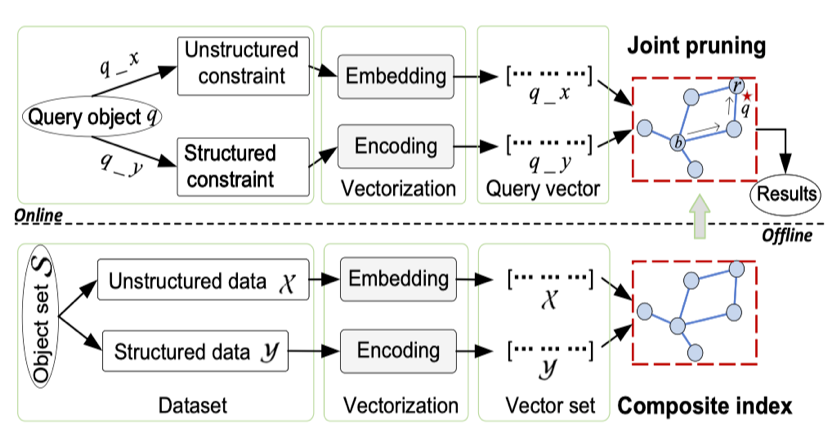 Joint pruning
Unstructured
constraint
q_x
Embedding
[··· ··· ···]
q_x
r
q
b
Query object q
q_y
Structured
constraint
Encoding
[··· ··· ···]
q_y
Vectorization
Query vector
Results
Online
Offline
Object set S
Unstructured data X
Embedding
[··· ··· ···]
X
Structured data Y
Encoding
[··· ··· ···]
Y
Dataset
Vectorization
Vector set
Composite index